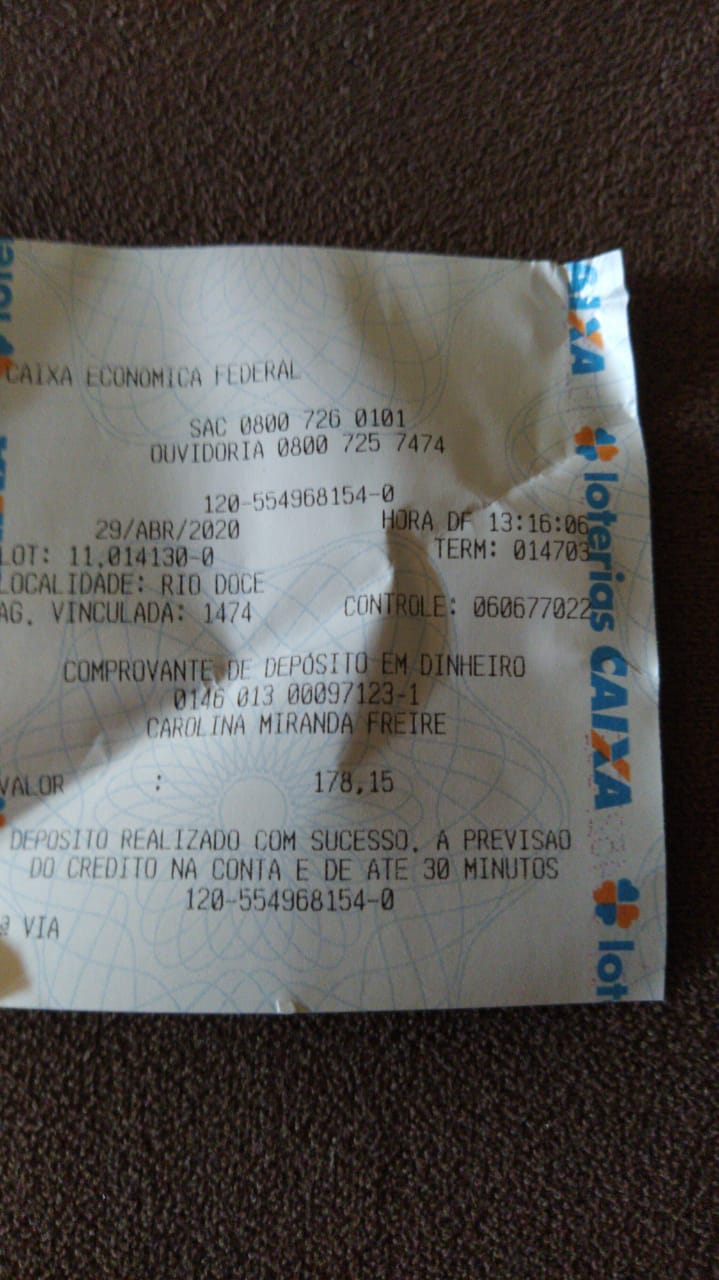 CAIXA ECONOMICA FEDERAL
SAC 0800 726 0101
OUVIDORIA 0800 725 7474
120-554968154-0
29/ABR/2020 HORA DF 13:16:06
LOT: 11.014130-0 TERM: 014703
LOCALIDADE: RIO DOCE
AG. VINCULADA: 1474 CONTROLE: 060677022
COMPROVANTE DE DEPOSITO EM DINHEIRO
0146 013 00097123-1
CAROLINA MIRANDA FREIRE
VALOR : 178,15
DEPOSITO REALIZADO COM SUCESSO. A PREVISAO
DO CREDITO NA CONTA E DE ATE 30 MINUTOS
120-554968154-0
VIA
loterias CAIXA
lot